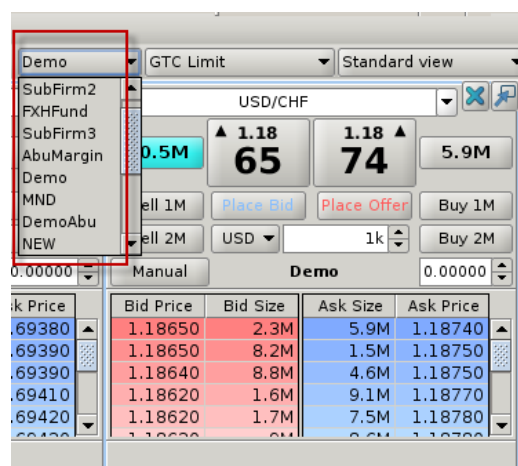 Demo GTC Limit Standard view
SubFirm2
FXHFund
SubFirm3
AbuMargin
Demo
MND
DemoAbu
NEW
USD/CHF
0.5M 1.18 65 1.18 74 5.9M
ell 1M Place Bid Place Offer Buy 1M
ell 2M USD 1k Buy 2M
0.00000 Manual Demo 0.00000
sk Price Bid Price Bid Size Ask Size Ask Price
.69380 1.18650 2.3M 5.9M 1.18740
.69390 1.18650 8.2M 1.5M 1.18750
.69390 1.18640 8.8M 4.6M 1.18750
.69410 1.18620 1.6M 9.1M 1.18770
.69420 1.18620 1.7M 7.5M 1.18780